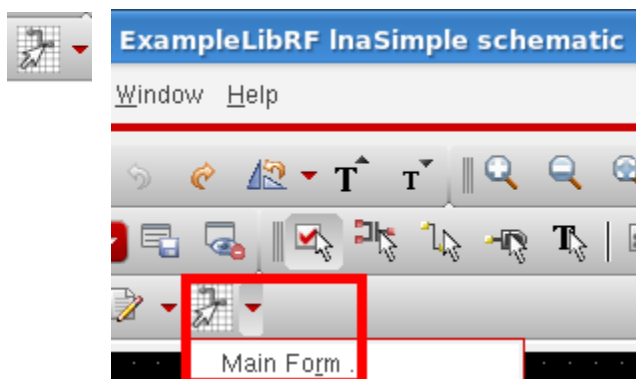 ExampleLibRF lnaSimple schematic
Window Help
T T
T
Main Form .